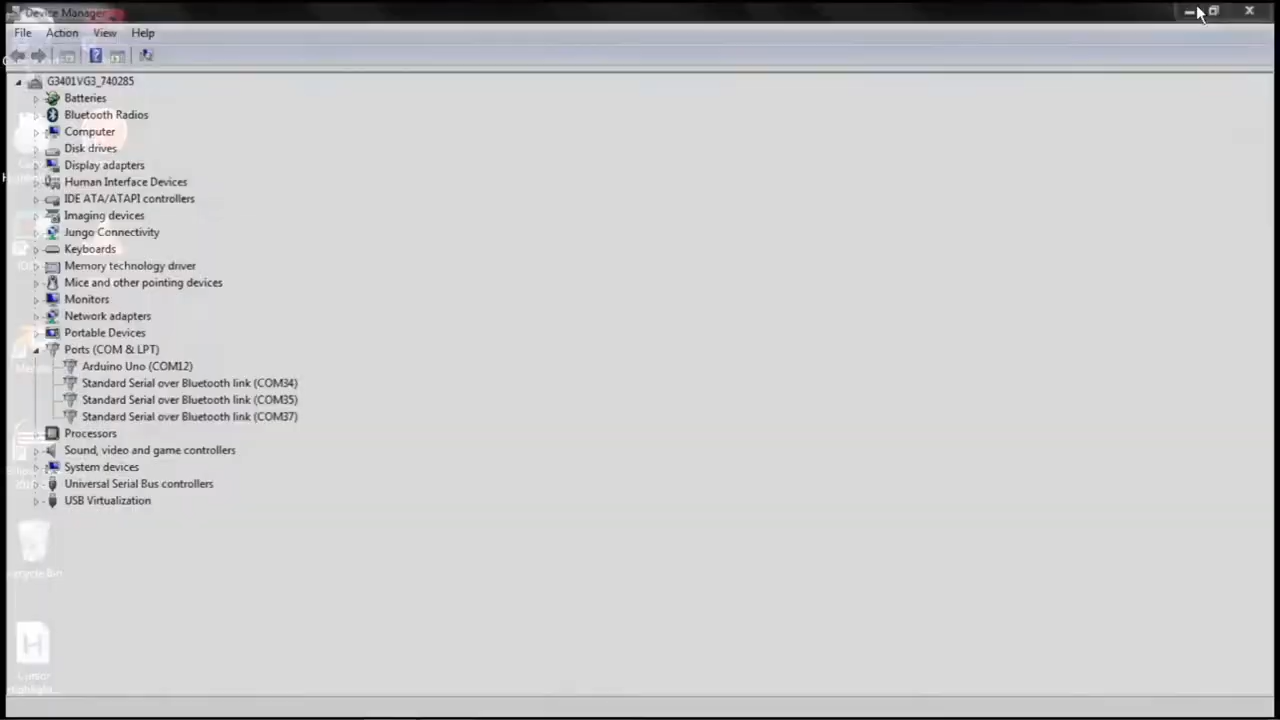 Device Manager
File Action View Help
G3401VG3_740285
Batteries
Bluetooth Radios
Computer
Disk drives
Display adapters
Human Interface Devices
IDE ATA/ATAPI controllers
Imaging devices
Jungo Connectivity
Keyboards
Memory technology driver
Mice and other pointing devices
Monitors
Network adapters
Portable Devices
Ports (COM & LPT)
Arduino Uno (COM12)
Standard Serial over Bluetooth link (COM34)
Standard Serial over Bluetooth link (COM35)
Standard Serial over Bluetooth link (COM37)
Processors
Sound, video and game controllers
System devices
Universal Serial Bus controllers
USB Virtualization
Recycle Bin
H
Cursor
Highlight...